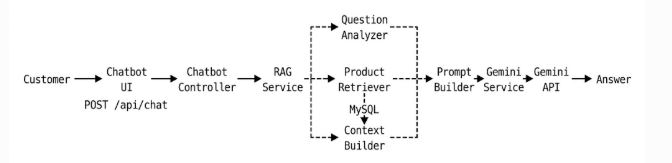 Question
Analyzer
Customer
Chatbot
UI
POST /api/chat
Chatbot
Controller
RAG
Service
Product
Retriever
MySQL
Context
Builder
Prompt
Builder
Gemini
Service
Gemini
API
Answer